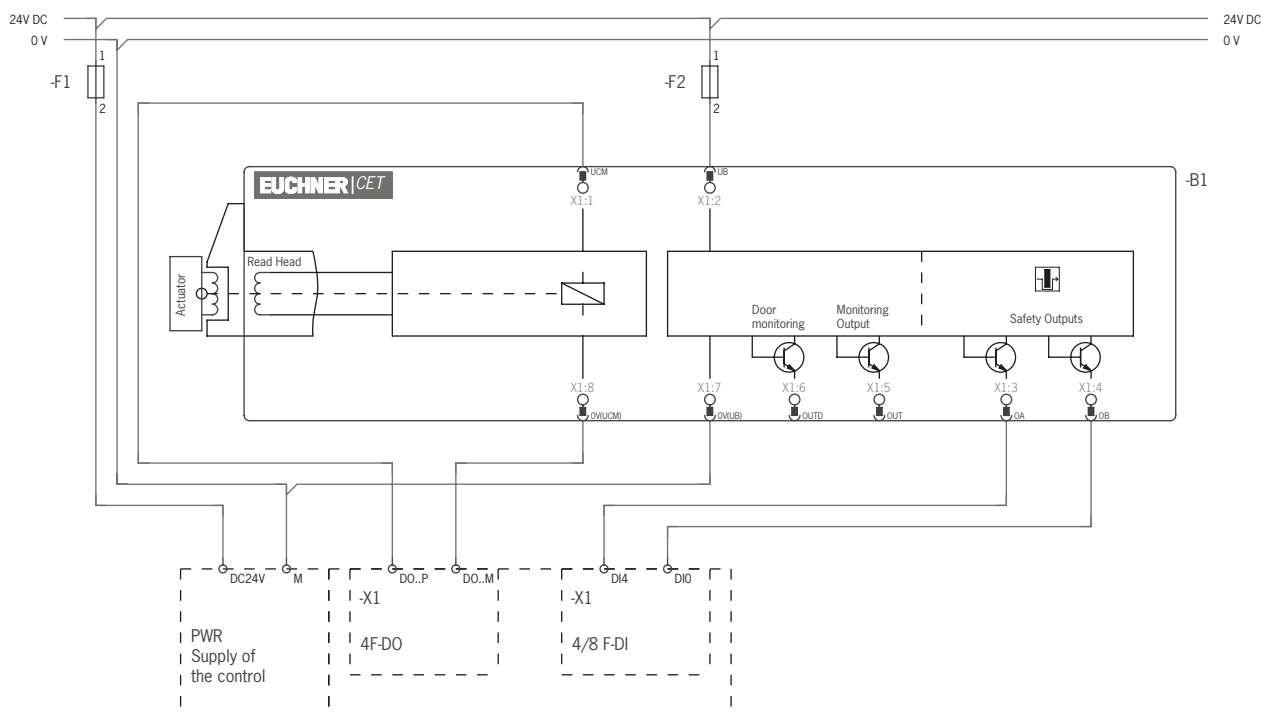 24V DC
24V DC
0 V
0 V
1
1
-F1
-F2
2
2
EUCHNER CET
UCM
UB
-B1
X1:1
X1:2
Read Head
Actuator
Door
monitoring
Monitoring
Output
Safety Outputs
X1:8
X1:7
X1:6
X1:5
X1:3
X1:4
0V(UCM)
0V(UB)
OUTD
OUT
OA
OB
DC24V
M
DO..P
DO..M
DI4
DI0
-X1
-X1
PWR
Supply of
the control
4F-DO
4/8 F-DI